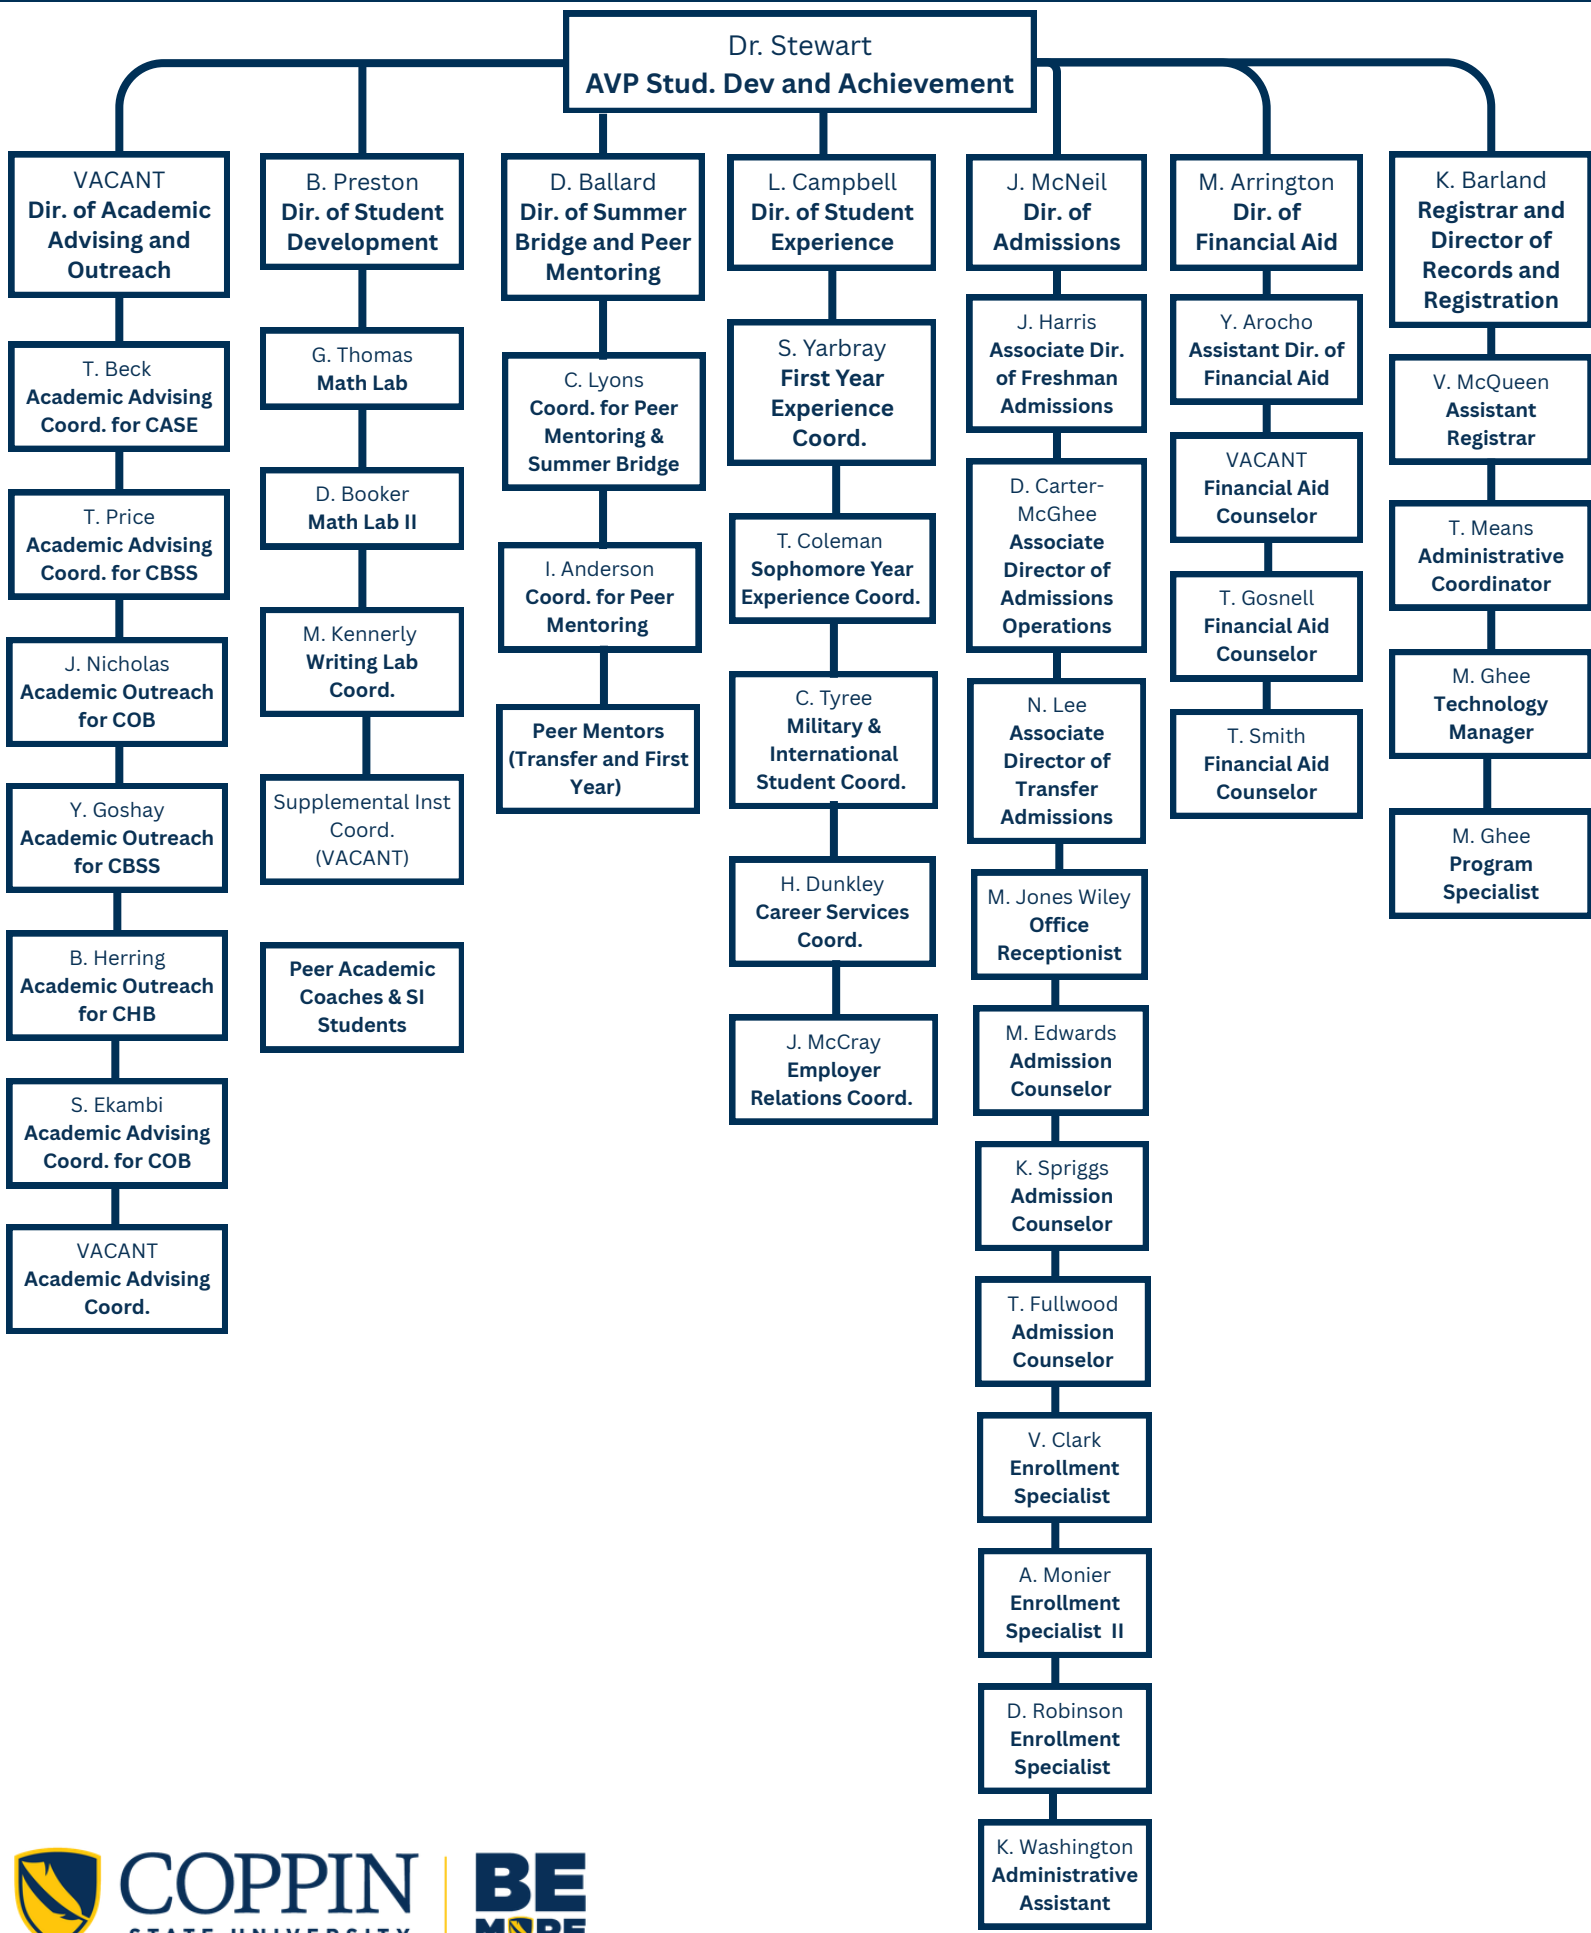 Dr. Stewart
AVP Stud. Dev and Achievement
VACANT
Dir. of Academic
Advising and
Outreach
T. Beck
Academic Advising
Coord. for CASE
T. Price
Academic Advising
Coord. for CBSS
J. Nicholas
Academic Outreach
for COB
Y. Goshay
Academic Outreach
for CBSS
B. Herring
Academic Outreach
for CHB
S. Ekambi
Academic Advising
Coord. for COB
VACANT
Academic Advising
Coord.
B. Preston
Dir. of Student
Development
G. Thomas
Math Lab
D. Booker
Math Lab II
M. Kennerly
Writing Lab
Coord.
Supplemental Inst
Coord.
(VACANT)
Peer Academic
Coaches & SI
Students
D. Ballard
Dir. of Summer
Bridge and Peer
Mentoring
C. Lyons
Coord. for Peer
Mentoring &
Summer Bridge
I. Anderson
Coord. for Peer
Mentoring
Peer Mentors
(Transfer and First
Year)
L. Campbell
Dir. of Student
Experience
S. Yarbray
First Year
Experience
Coord.
T. Coleman
Sophomore Year
Experience Coord.
C. Tyree
Military &
International
Student Coord.
H. Dunkley
Career Services
Coord.
J. McCray
Employer
Relations Coord.
J. McNeil
Dir. of
Admissions
J. Harris
Associate Dir.
of Freshman
Admissions
D. Carter-
McGhee
Associate
Director of
Admissions
Operations
N. Lee
Associate
Director of
Transfer
Admissions
M. Jones Wiley
Office
Receptionist
M. Edwards
Admission
Counselor
K. Spriggs
Admission
Counselor
T. Fullwood
Admission
Counselor
V. Clark
Enrollment
Specialist
A. Monier
Enrollment
Specialist II
D. Robinson
Enrollment
Specialist
K. Washington
Administrative
Assistant
M. Arrington
Dir. of
Financial Aid
Y. Arocho
Assistant Dir. of
Financial Aid
VACANT
Financial Aid
Counselor
T. Gosnell
Financial Aid
Counselor
T. Smith
Financial Aid
Counselor
K. Barland
Registrar and
Director of
Records and
Registration
V. McQueen
Assistant
Registrar
T. Means
Administrative
Coordinator
M. Ghee
Technology
Manager
M. Ghee
Program
Specialist
COPPIN
STATE UNIVERSITY
BE
MORE